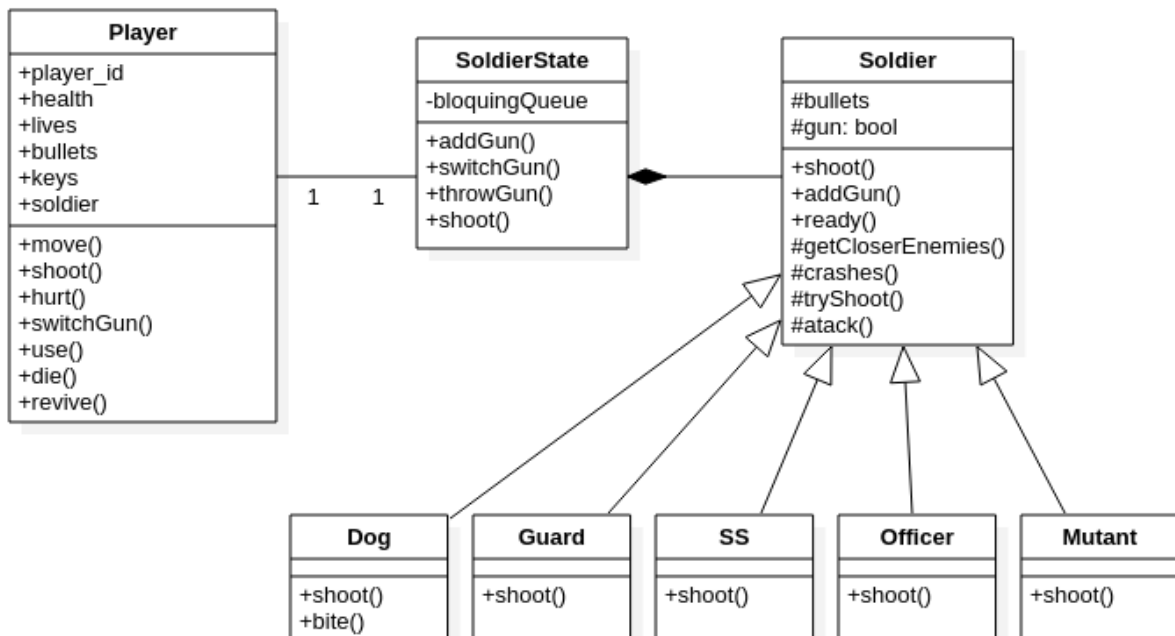 Player
+player_id
+health
+lives
+bullets
+keys
+soldier
+move()
+shoot()
+hurt()
+switchGun()
+use()
+die()
+revive()
1
1
SoldierState
-bloquingQueue
+addGun()
+switchGun()
+throwGun()
+shoot()
Soldier
#bullets
#gun: bool
+shoot()
+addGun()
+ready()
#getCloserEnemies()
#crashes()
#tryShoot()
#atack()
Dog
+shoot()
+bite()
Guard
+shoot()
SS
+shoot()
Officer
+shoot()
Mutant
+shoot()